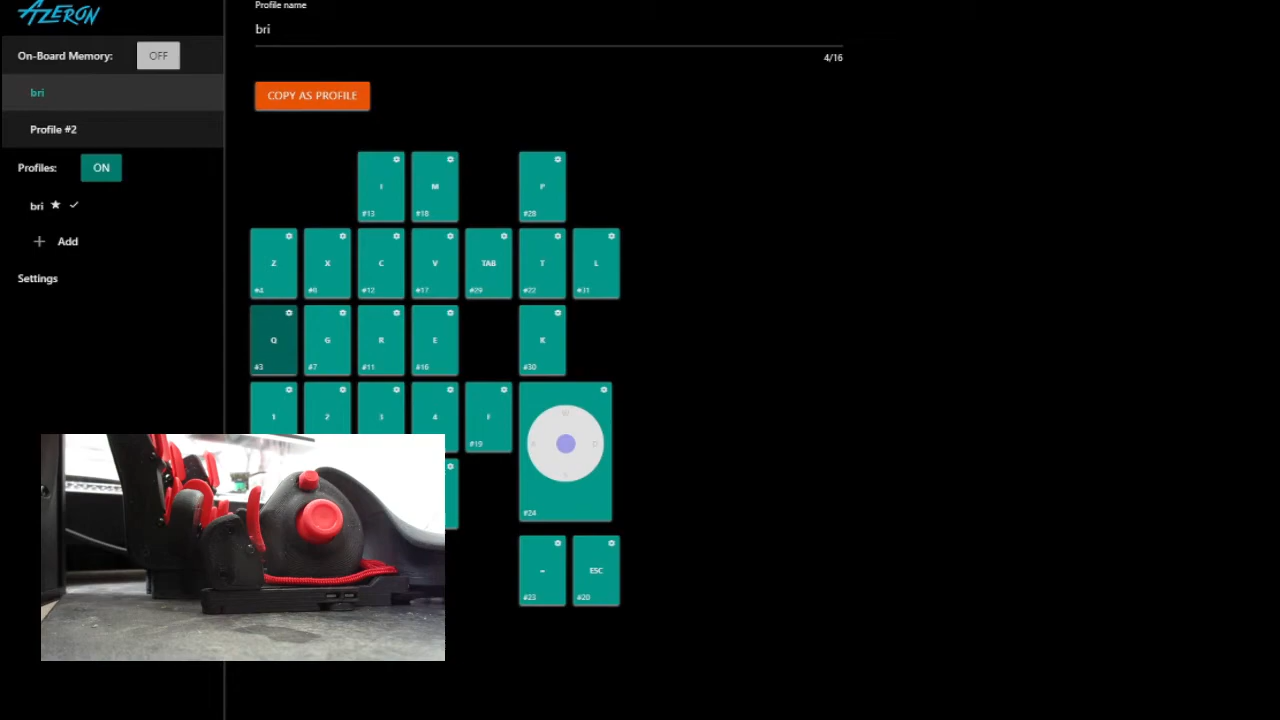 AZERON
Profile name
bri
4/16
On-Board Memory: OFF
bri
COPY AS PROFILE
Profile #2
Profiles: ON
bri
Add
Settings
I M P
#13 #18 #28
Z X C V TAB T L
#4 #12 #17 #29 #22 #31
Q G R E K
#3 #7 #11 #16 #30
1 2 3 4 F
#19
W
A D
#24
ESC
#23 #20